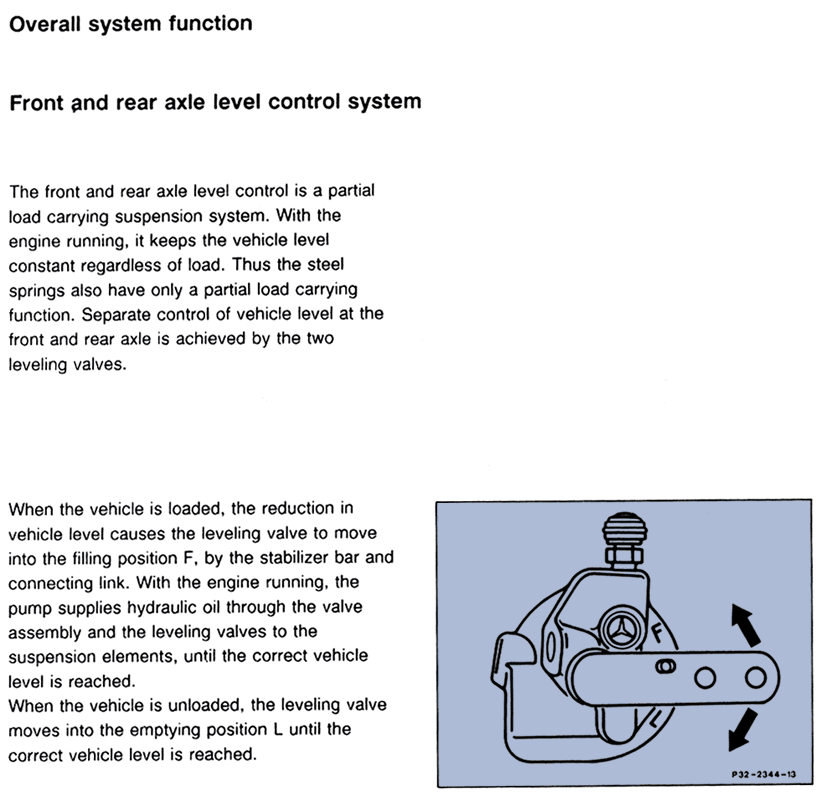 Overall system function
Front and rear axle level control system
The front and rear axle level control is a partial
load carrying suspension system. With the
engine running, it keeps the vehicle level
constant regardless of load. Thus the steel
springs also have only a partial load carrying
function. Separate control of vehicle level at the
front and rear axle is achieved by the two
leveling valves.
When the vehicle is loaded, the reduction in
vehicle level causes the leveling valve to move
into the filling position F, by the stabilizer bar and
connecting link. With the engine running, the
pump supplies hydraulic oil through the valve
assembly and the leveling valves to the
suspension elements, until the correct vehicle
level is reached.
When the vehicle is unloaded, the leveling valve
moves into the emptying position L until the
correct vehicle level is reached.
F
L
P32-2344-13